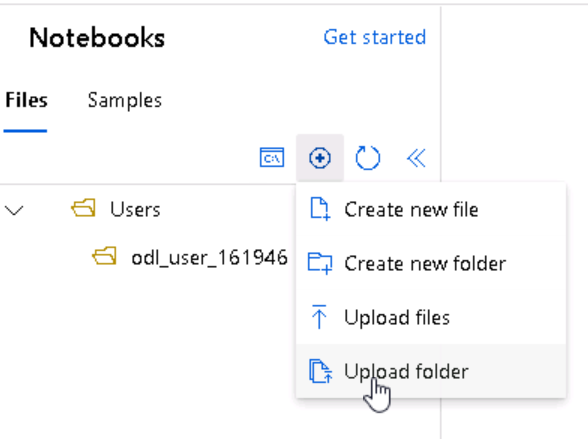 Notebooks
Get started
Files
Samples
C:\
Users
Create new file
odl_user_161946
Create new folder
Upload files
Upload folder